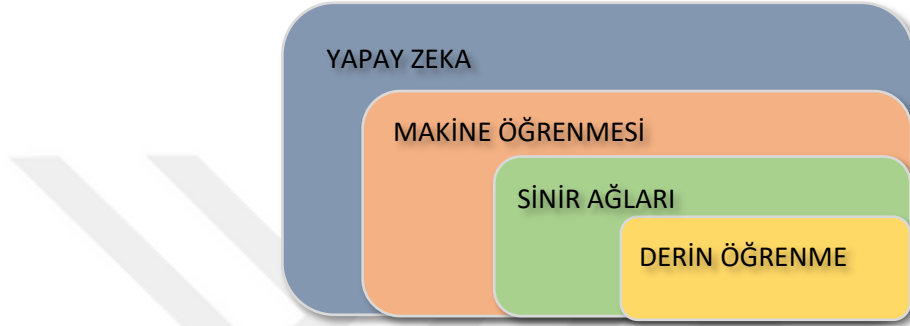 YAPAY ZEKA
MAKİNE ÖĞRENMESİ
SİNİR AĞLARI
DERİN ÖĞRENME